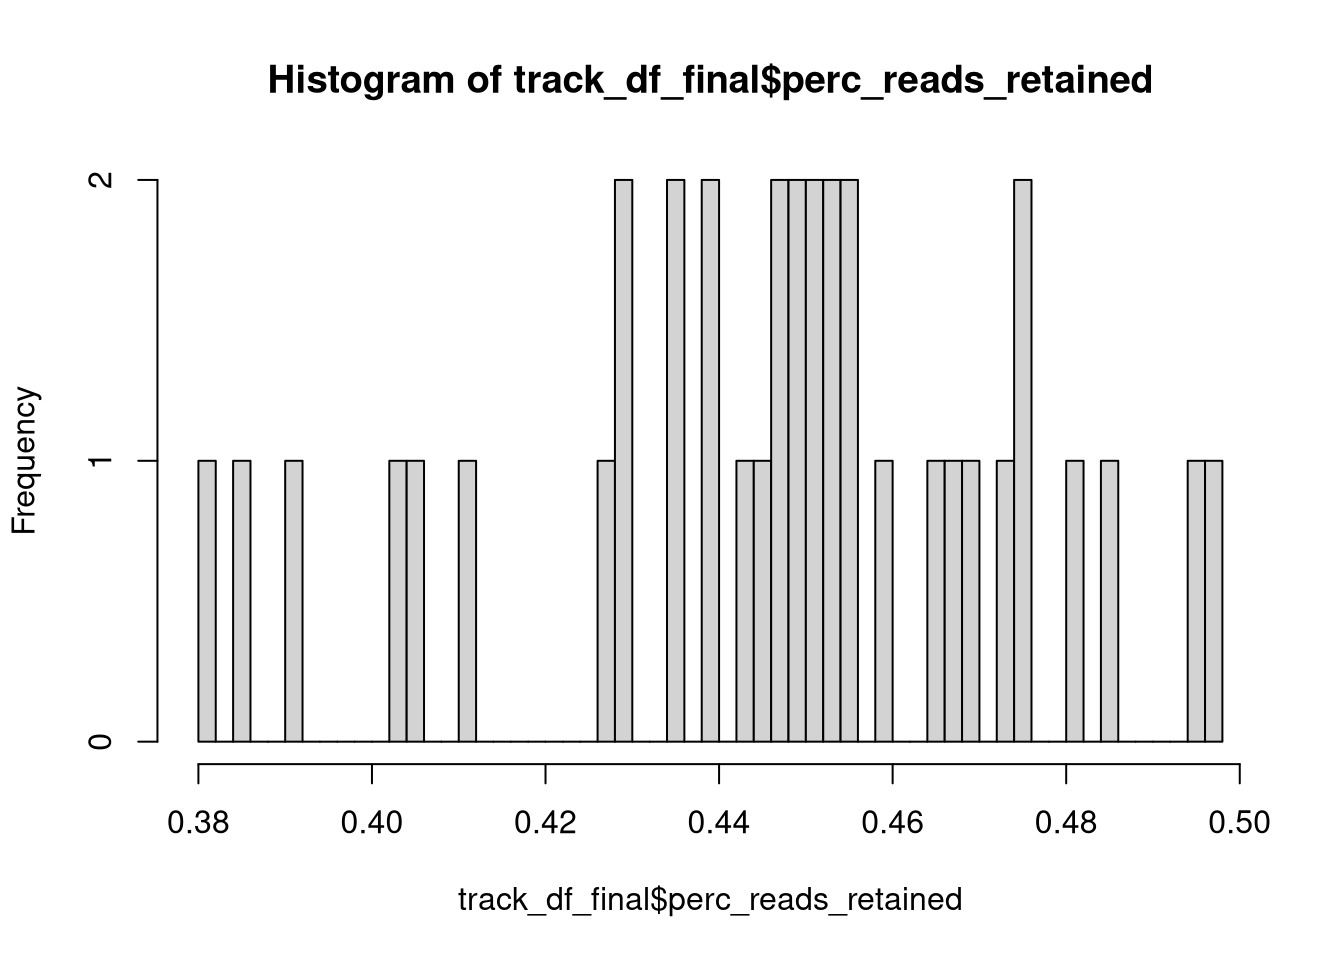 Histogram of track_df_final$perc_reads_retained
2
1
0
Frequency
0.38 0.40 0.42 0.44 0.46 0.48 0.50
track_df_final$perc_reads_retained